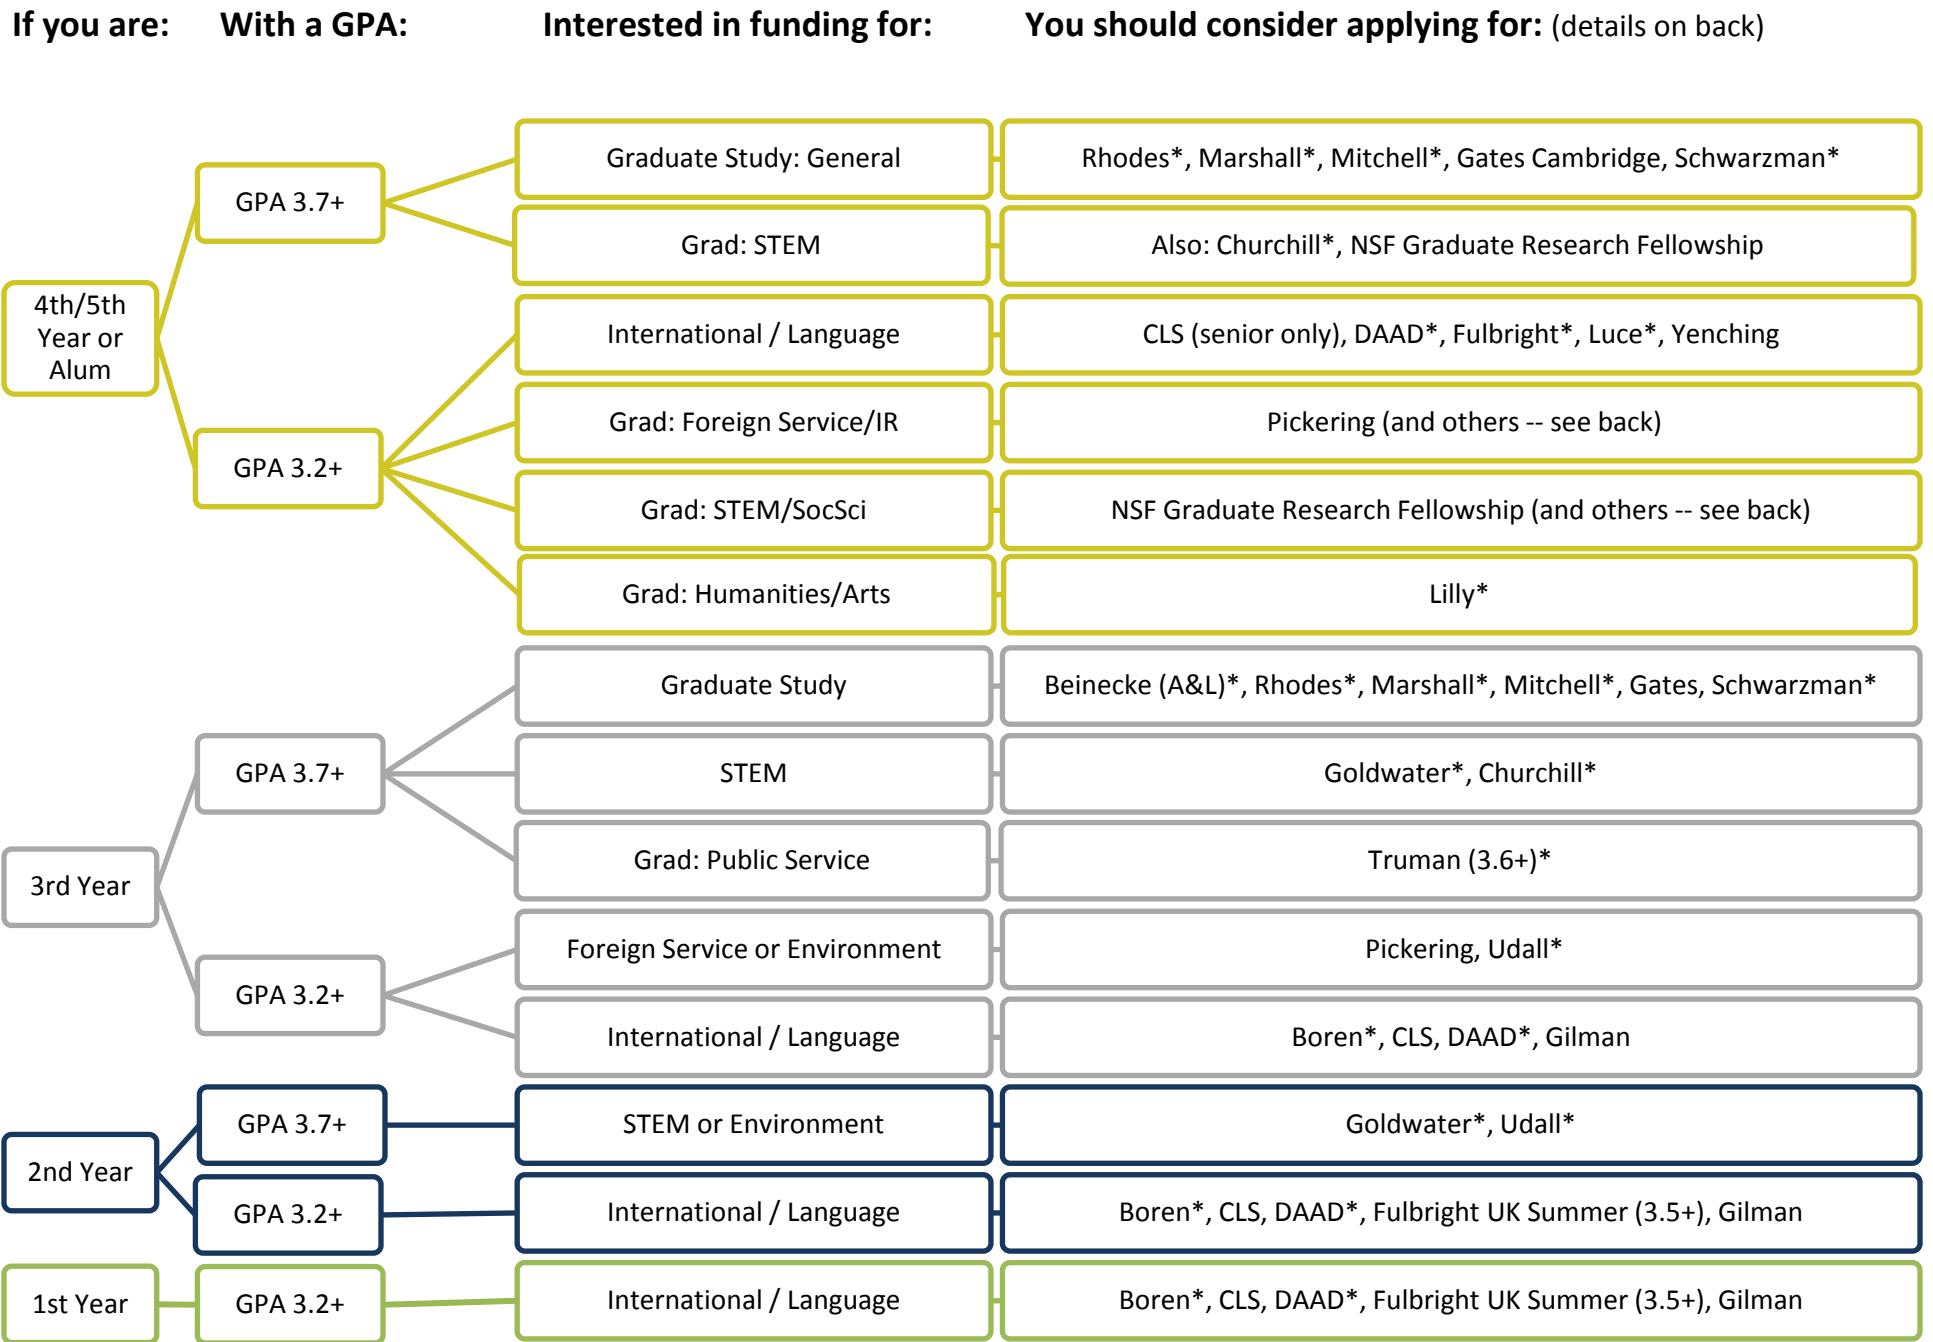 If you are: With a GPA: Interested in funding for: You should consider applying for: (details on back)
4th/5th
Year or
Alum
GPA 3.7+
Graduate Study: General
Rhodes*, Marshall*, Mitchell*, Gates Cambridge, Schwarzman*
Grad: STEM
Also: Churchill*, NSF Graduate Research Fellowship
GPA 3.2+
International / Language
CLS (senior only), DAAD*, Fulbright*, Luce*, Yenching
Grad: Foreign Service/IR
Pickering (and others -- see back)
Grad: STEM/SocSci
NSF Graduate Research Fellowship (and others -- see back)
Grad: Humanities/Arts
Lilly*
3rd Year
GPA 3.7+
Graduate Study
Beinecke (A&L)*, Rhodes*, Marshall*, Mitchell*, Gates, Schwarzman*
STEM
Goldwater*, Churchill*
Grad: Public Service
Truman (3.6+)*
GPA 3.2+
Foreign Service or Environment
Pickering, Udall*
International / Language
Boren*, CLS, DAAD*, Gilman
2nd Year
GPA 3.7+
STEM or Environment
Goldwater*, Udall*
GPA 3.2+
International / Language
Boren*, CLS, DAAD*, Fulbright UK Summer (3.5+), Gilman
1st Year
GPA 3.2+
International / Language
Boren*, CLS, DAAD*, Fulbright UK Summer (3.5+), Gilman